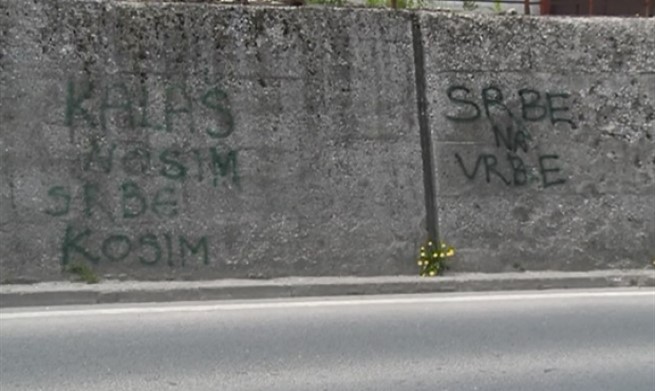 KALAŠ
NOSIM
SRBE
KOSIM
SRBE
NA
VRBE